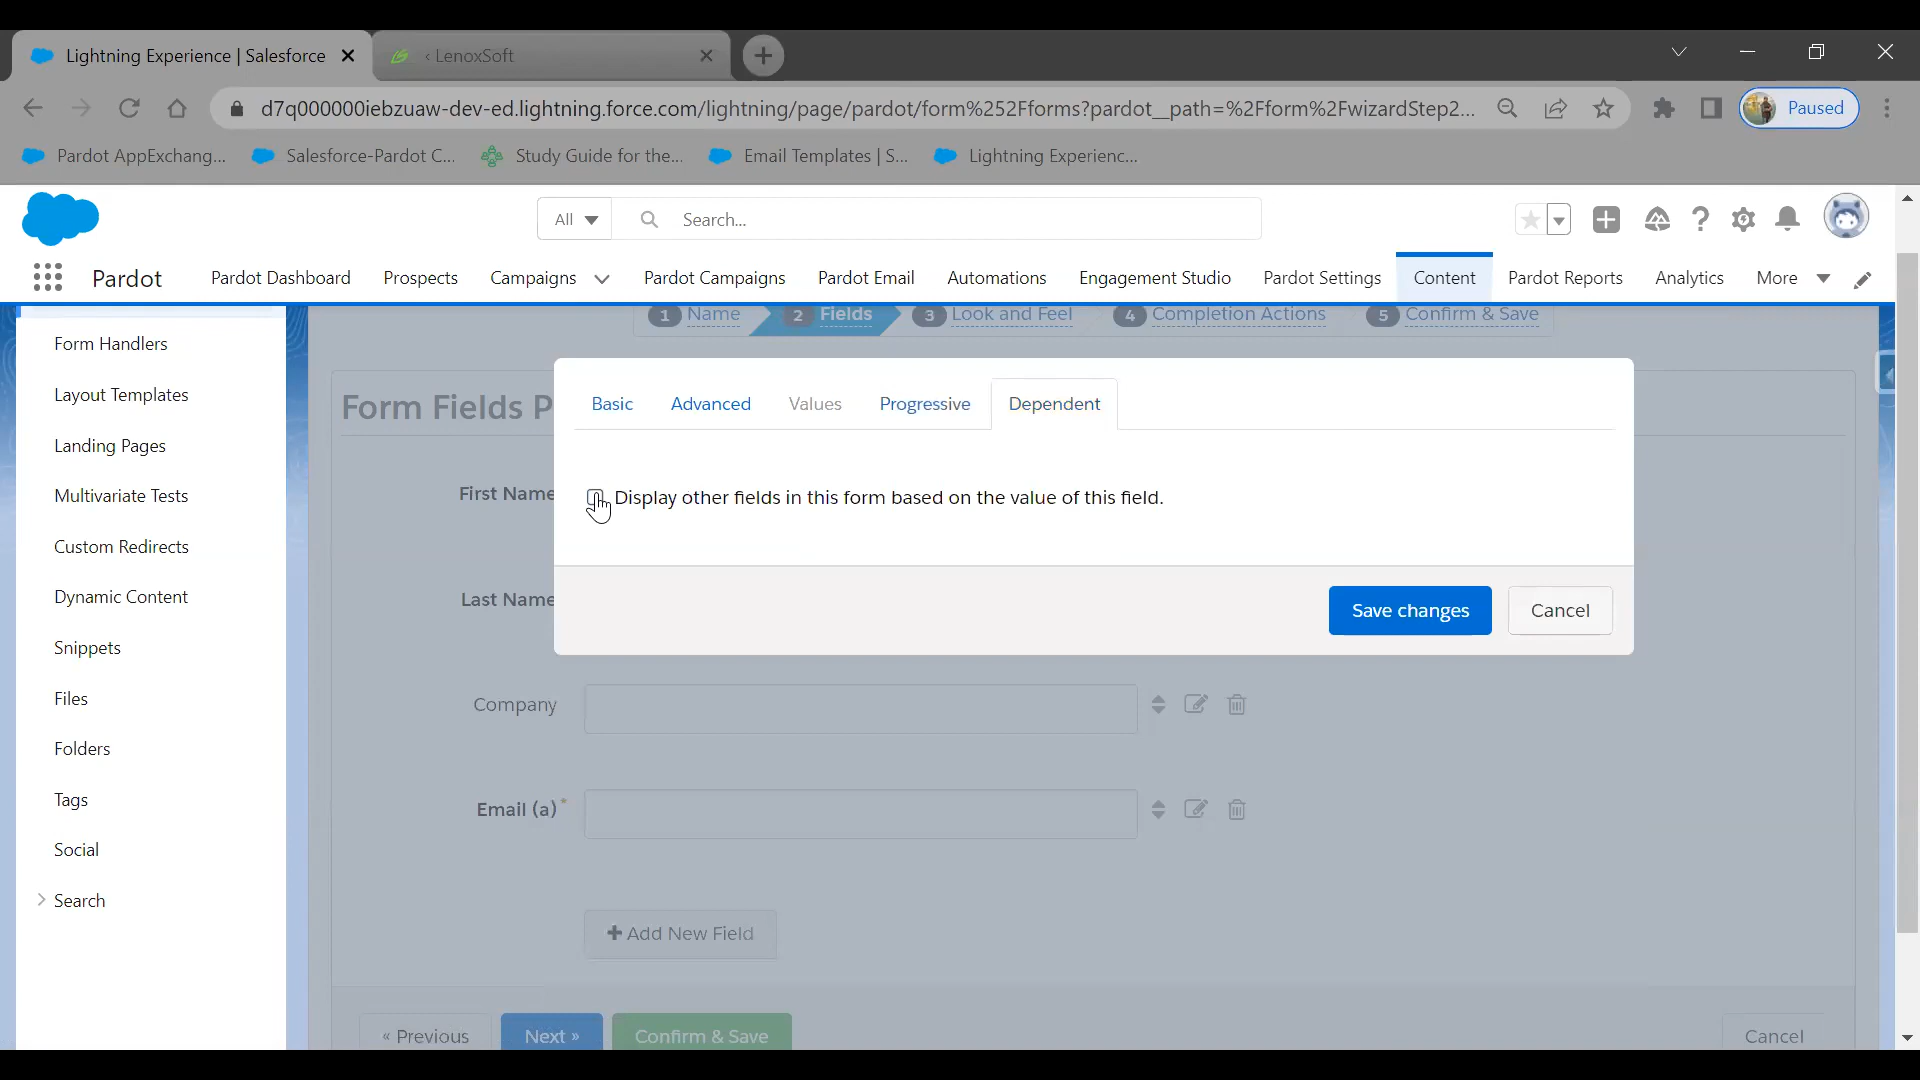 Lightning Experience | Salesforce
‹ LenoxSoft
d7q000000iebzuaw-dev-ed.lightning.force.com/lightning/page/pardot/form%252Fforms?pardot__path=%2Fform%2FwizardStep2...
Paused
Pardot AppExchang...
Salesforce-Pardot C...
Study Guide for the...
Email Templates | S...
Lightning Experienc...
All
Search...
Pardot
Pardot Dashboard
Prospects
Campaigns
Pardot Campaigns
Pardot Email
Automations
Engagement Studio
Pardot Settings
Content
Pardot Reports
Analytics
More
1 Name
2 Fields
3 Look and Feel
4 Completion Actions
5 Confirm & Save
Form Handlers
Layout Templates
Landing Pages
Multivariate Tests
Custom Redirects
Dynamic Content
Snippets
Files
Folders
Tags
Social
Search
Form Fields P
Basic
Advanced
Values
Progressive
Dependent
First Name
Display other fields in this form based on the value of this field.
Last Name
Save changes
Cancel
Company
Email (a) *
+ Add New Field
« Previous
Next »
Confirm & Save
Cancel